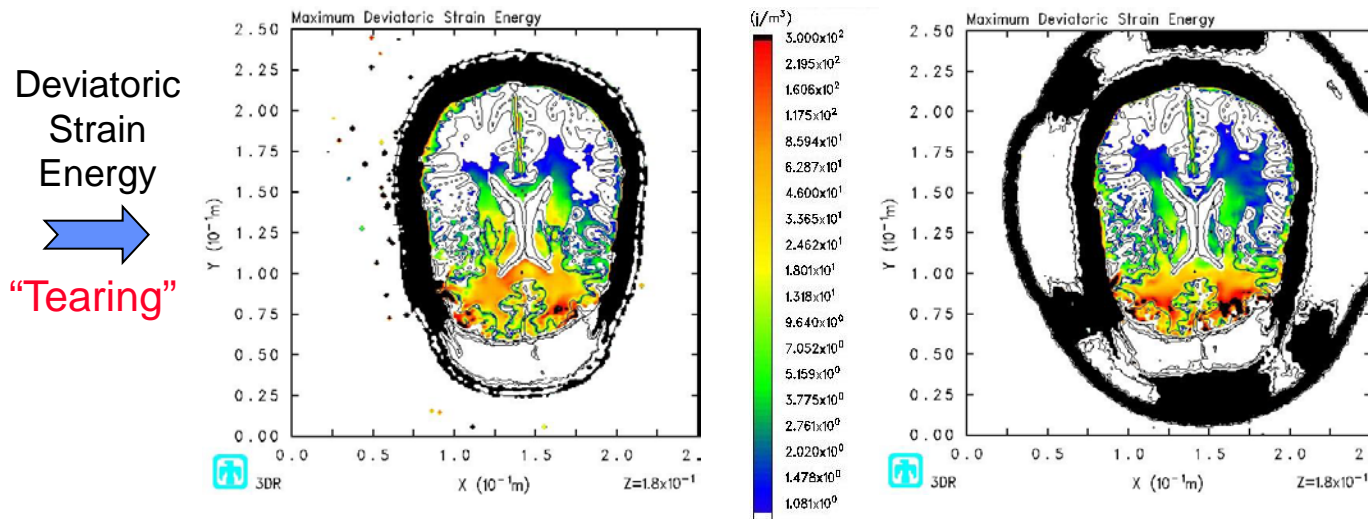 Deviatoric
Strain
Energy
“Tearing”
Maximum Deviatoric Strain Energy
2.50
2.00
1.75
1.50
1.25
1.00
0.75
0.50
0.25
0.00
Y (10⁻¹m)
0.0
0.5
1.0
1.5
2.0
2.
X (10⁻¹m)
3DR
Z=1.8x10⁻¹
(j/m³)
3.000x10²
2.195x10²
1.606x10²
1.175x10²
8.594x10¹
6.287x10¹
4.600x10¹
3.365x10¹
2.462x10¹
1.801x10¹
1.318x10¹
9.640x10⁰
7.052x10⁰
5.159x10⁰
3.775x10⁰
2.761x10⁰
2.020x10⁰
1.478x10⁰
1.081x10⁰
Maximum Deviatoric Strain Energy
2.50
2.00
1.75
1.50
1.25
1.00
0.75
0.50
0.25
0.00
Y (10⁻¹m)
0.0
0.5
1.0
1.5
2.0
2.
X (10⁻¹m)
3DR
Z=1.8x10⁻¹